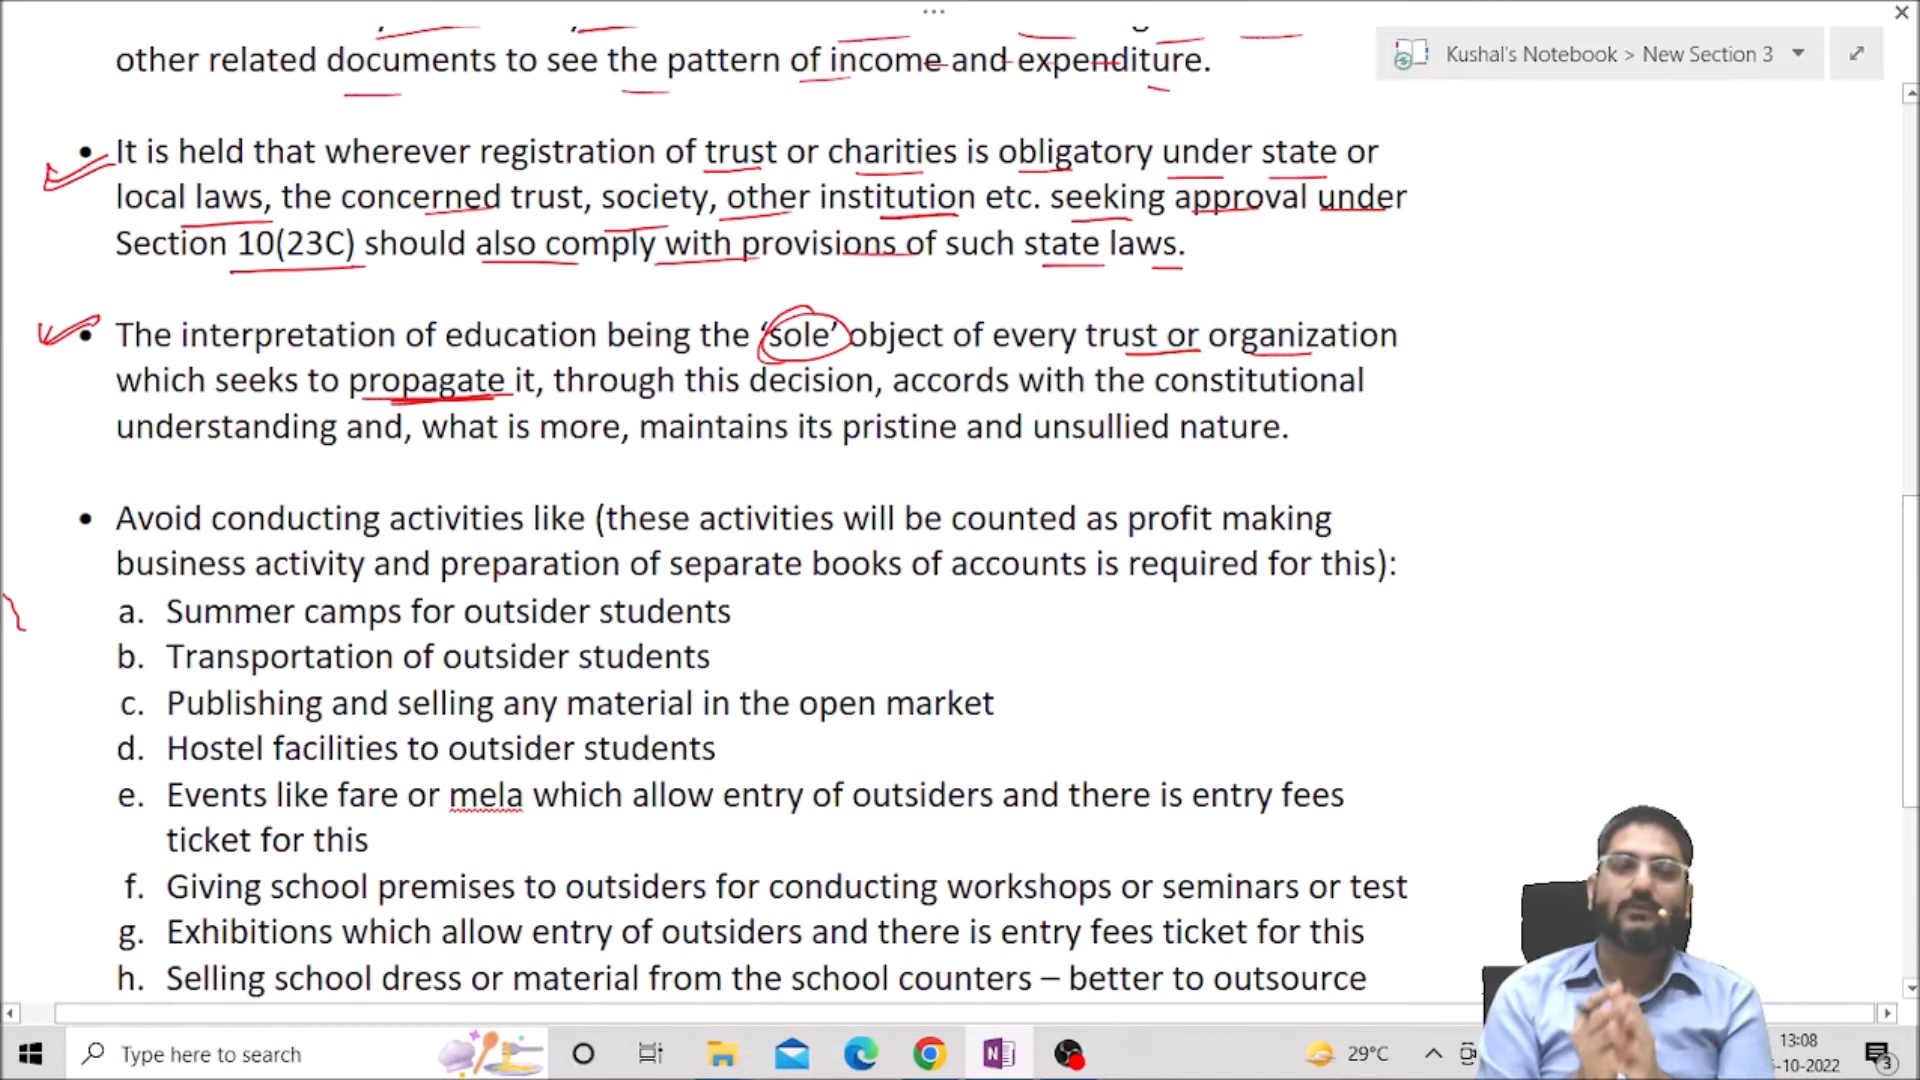 other related documents to see the pattern of income and expenditure.
Kushal's Notebook > New Section 3
• It is held that wherever registration of trust or charities is obligatory under state or
local laws, the concerned trust, society, other institution etc. seeking approval under
Section 10(23C) should also comply with provisions of such state laws.
• The interpretation of education being the ‘sole’ object of every trust or organization
which seeks to propagate it, through this decision, accords with the constitutional
understanding and, what is more, maintains its pristine and unsullied nature.
• Avoid conducting activities like (these activities will be counted as profit making
business activity and preparation of separate books of accounts is required for this):
a. Summer camps for outsider students
b. Transportation of outsider students
c. Publishing and selling any material in the open market
d. Hostel facilities to outsider students
e. Events like fare or mela which allow entry of outsiders and there is entry fees
ticket for this
f. Giving school premises to outsiders for conducting workshops or seminars or test
g. Exhibitions which allow entry of outsiders and there is entry fees ticket for this
h. Selling school dress or material from the school counters – better to outsource
Type here to search
N
29°C
13:08
-10-2022
3